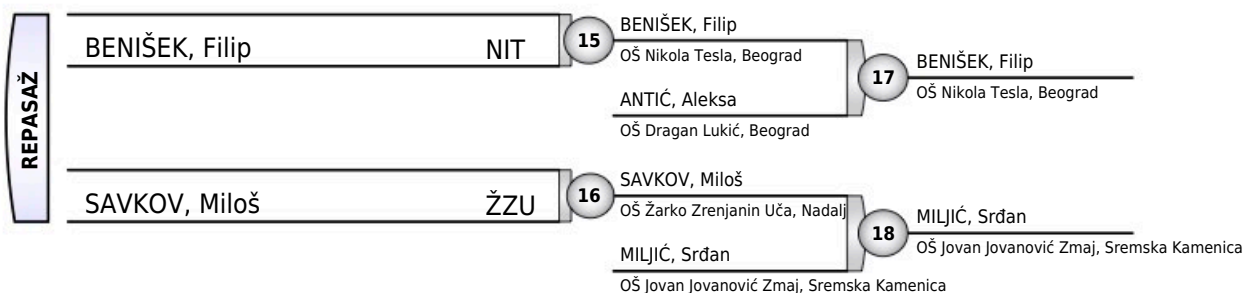 REPASAŽ
BENIŠEK, Filip NIT
15
BENIŠEK, Filip
OŠ Nikola Tesla, Beograd
ANTIĆ, Aleksa
OŠ Dragan Lukić, Beograd
17
BENIŠEK, Filip
OŠ Nikola Tesla, Beograd
SAVKOV, Miloš ŽZU
16
SAVKOV, Miloš
OŠ Žarko Zrenjanin Uča, Nadalj
MILJIĆ, Srđan
OŠ Jovan Jovanović Zmaj, Sremska Kamenica
18
MILJIĆ, Srđan
OŠ Jovan Jovanović Zmaj, Sremska Kamenica